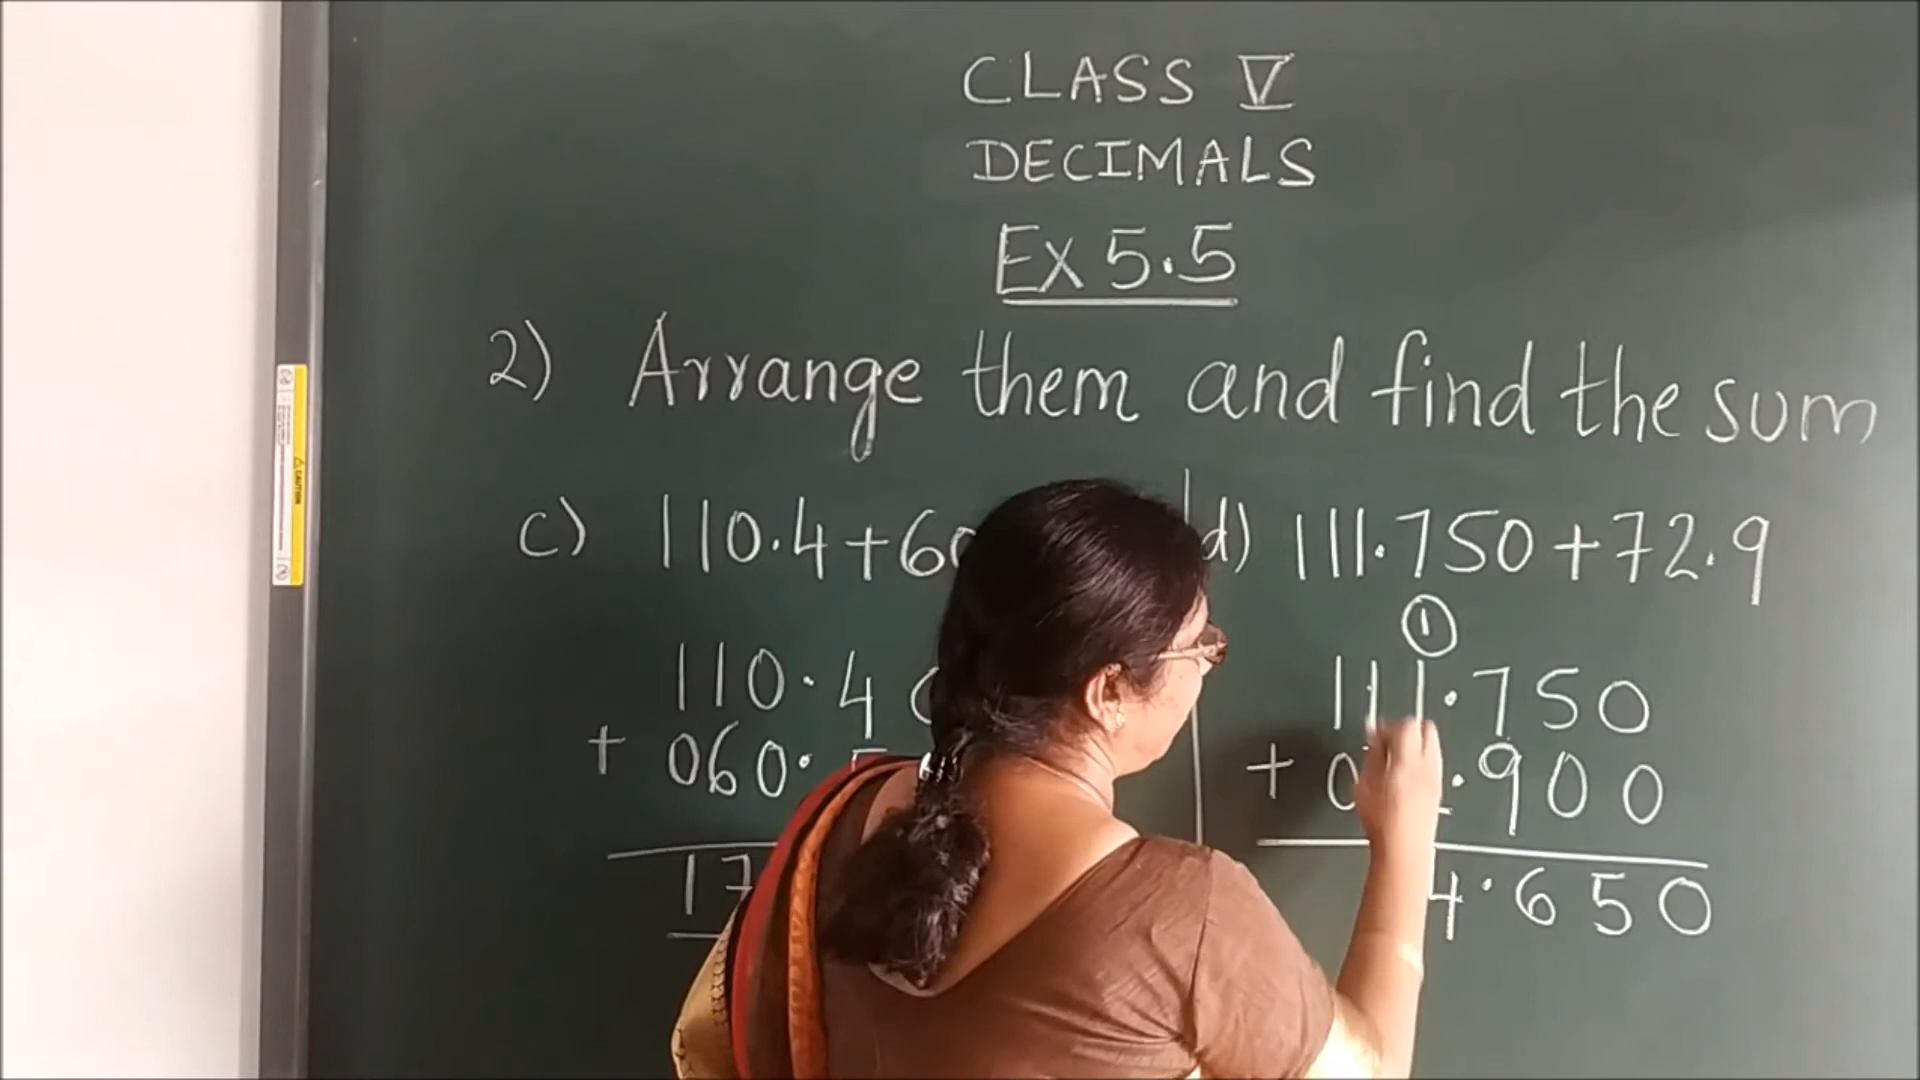 CLASS V
DECIMALS
Ex 5.5
2) Arrange them and find the sum
c) 110.4+60
d) 111.750+72.9
1
110.4
+ 060.
17
111.750
+ 0 .900
4.650
CAUTION